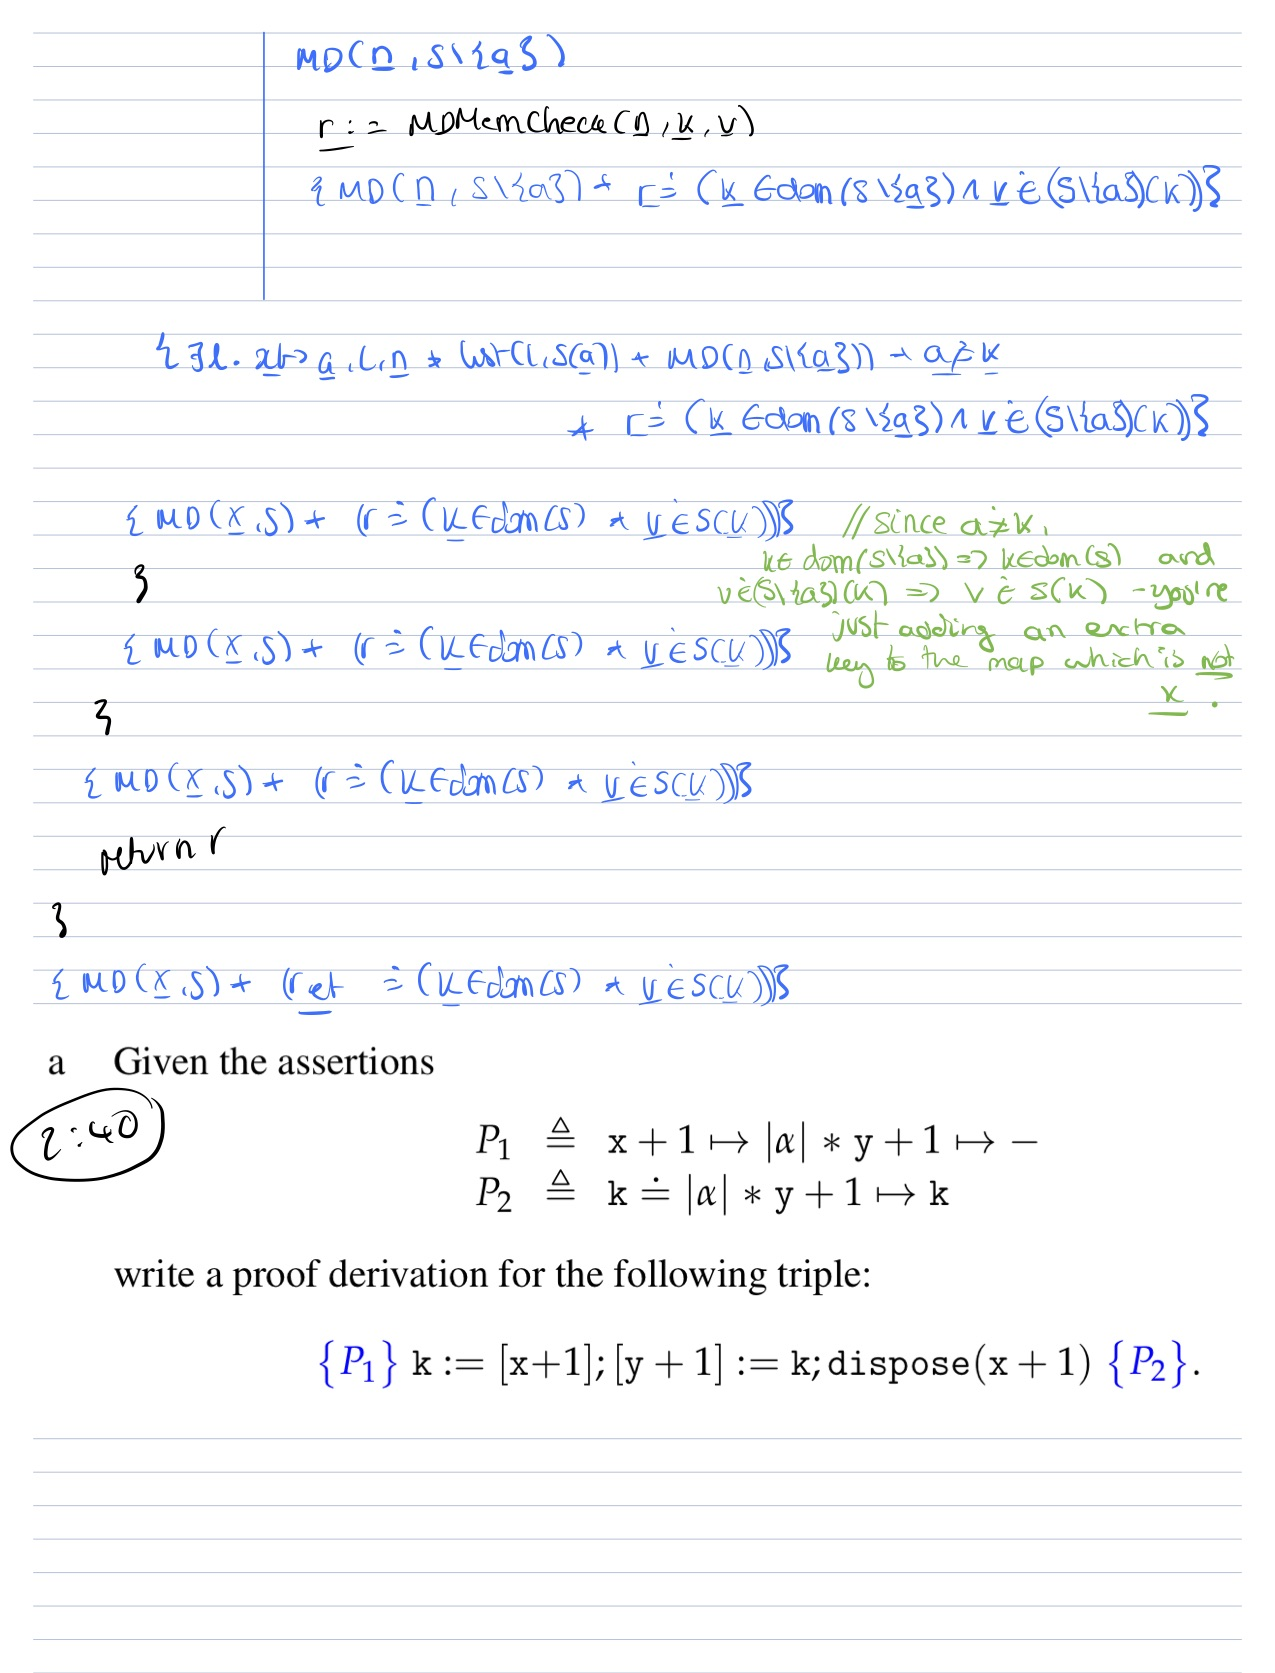 MD(n, S\{a})
r := MDMemCheck(n, k, v)
{MD(n, S\{a}) * r ≐ (k ∈ dom(S\{a}) ∧ v ∈̇ (S\{a})(k))}
{∃l. x ↦ a, l, n * list(l, S(a)) * MD(n, S\{a})) * a ≠̇ k
* r ≐ (k ∈ dom(S\{a}) ∧ v ∈̇ (S\{a})(k))}
{MD(x, S) * (r ≐ (k ∈ dom(S) * v ∈̇ S(k)))} // since a ≠̇ k,
k ∈ dom(S\{a}) => k ∈ dom(S) and
}
v ∈̇ (S\{a})(k) => v ∈̇ S(k) - you're
just adding an extra
{MD(x, S) * (r ≐ (k ∈ dom(S) * v ∈̇ S(k)))}
key to the map which is not
k.
}
{MD(x, S) * (r ≐ (k ∈ dom(S) * v ∈̇ S(k)))}
return r
}
{MD(x, S) * (ret ≐ (k ∈ dom(S) * v ∈̇ S(k)))}
a Given the assertions
2:40
P₁ ≜ x + 1 ↦ |α| * y + 1 ↦ −
P₂ ≜ k ≐ |α| * y + 1 ↦ k
write a proof derivation for the following triple:
{P₁} k := [x+1]; [y + 1] := k; dispose(x + 1) {P₂}.